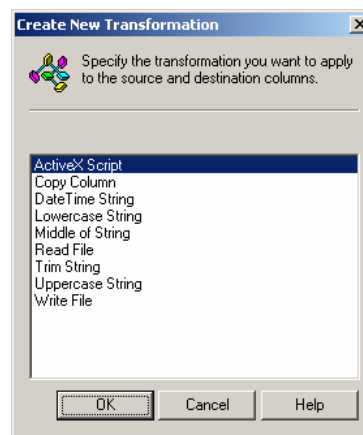 Create New Transformation
Specify the transformation you want to apply
to the source and destination columns.
ActiveX Script
Copy Column
DateTime String
Lowercase String
Middle of String
Read File
Trim String
Uppercase String
Write File
OK Cancel Help